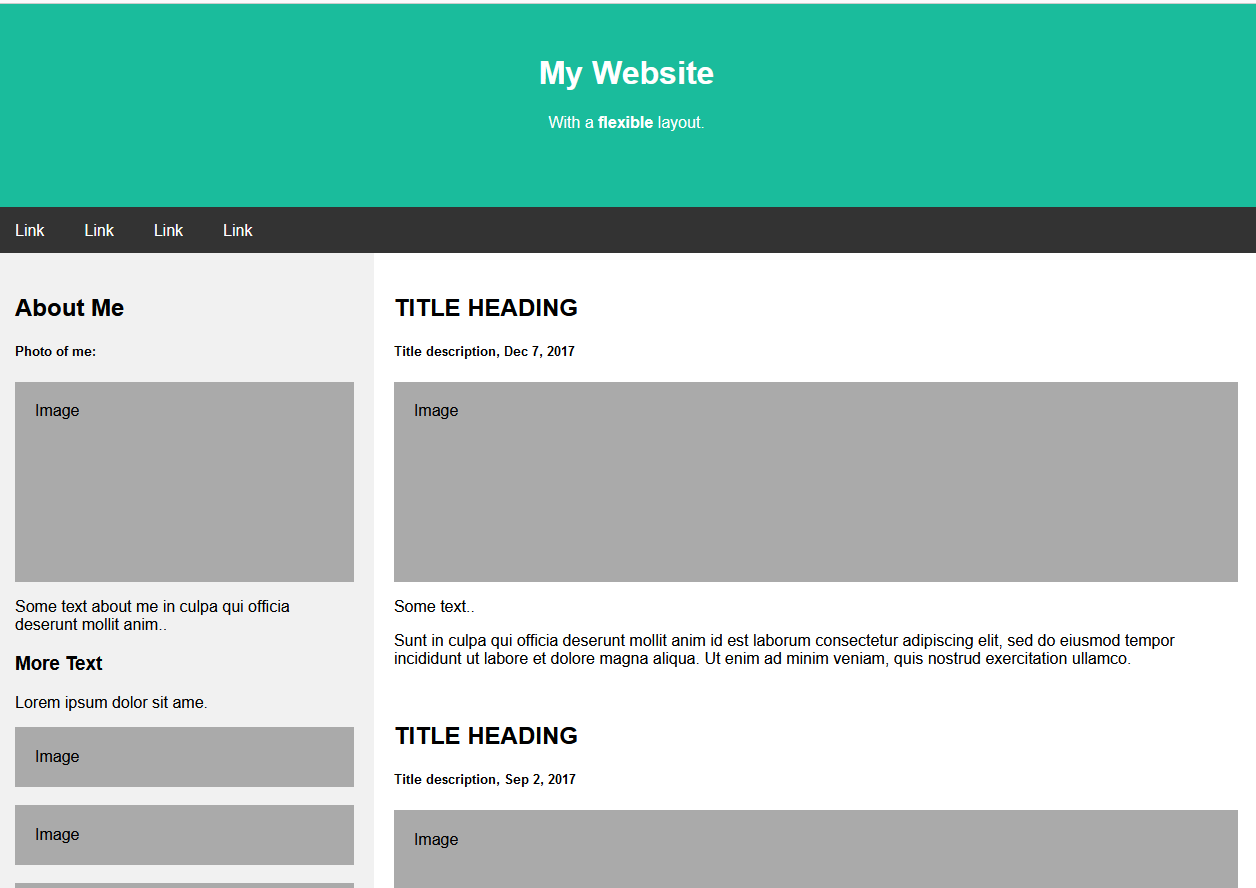 My Website
With a flexible layout.
Link Link Link Link
About Me
Photo of me:
Image
Some text about me in culpa qui officia
deserunt mollit anim..
More Text
Lorem ipsum dolor sit ame.
Image
Image
TITLE HEADING
Title description, Dec 7, 2017
Image
Some text..
Sunt in culpa qui officia deserunt mollit anim id est laborum consectetur adipiscing elit, sed do eiusmod tempor
incididunt ut labore et dolore magna aliqua. Ut enim ad minim veniam, quis nostrud exercitation ullamco.
TITLE HEADING
Title description, Sep 2, 2017
Image